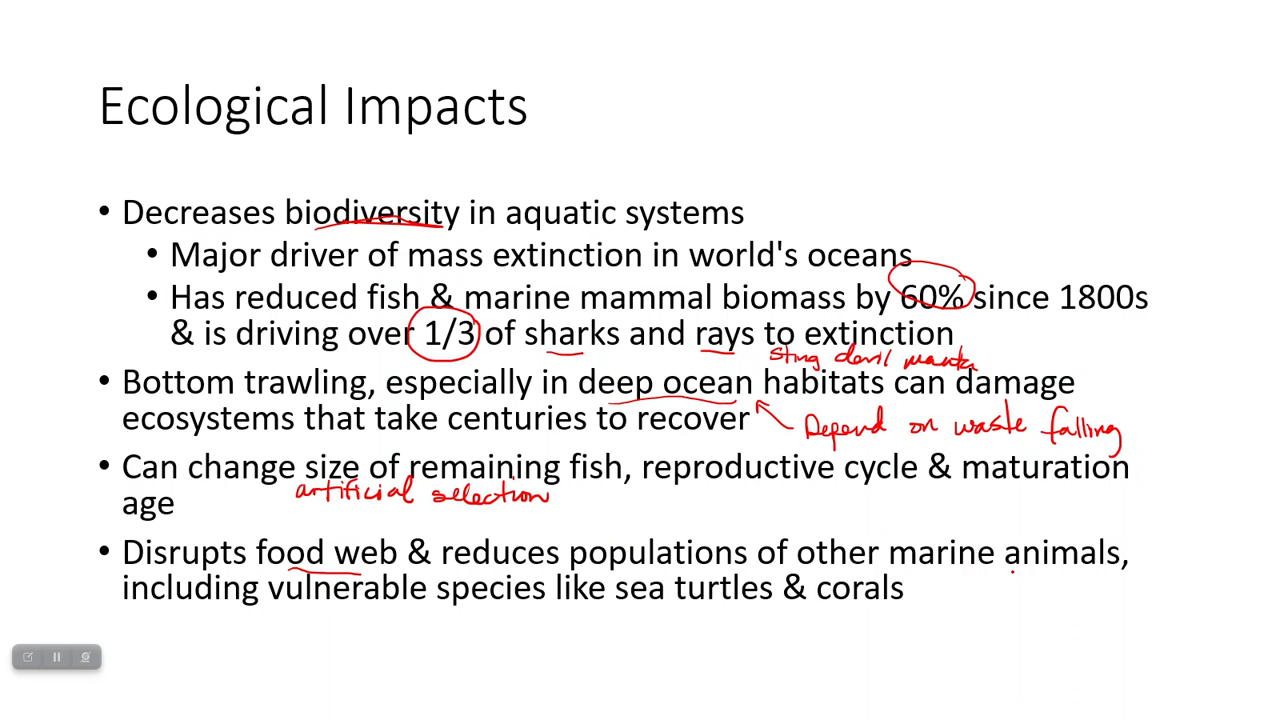 Ecological Impacts
• Decreases biodiversity in aquatic systems
• Major driver of mass extinction in world's oceans
• Has reduced fish & marine mammal biomass by 60% since 1800s
& is driving over 1/3 of sharks and rays to extinction
sting devil manta
• Bottom trawling, especially in deep ocean habitats can damage
ecosystems that take centuries to recover
Depend on waste falling
• Can change size of remaining fish, reproductive cycle & maturation
artificial selection
age
• Disrupts food web & reduces populations of other marine animals,
including vulnerable species like sea turtles & corals